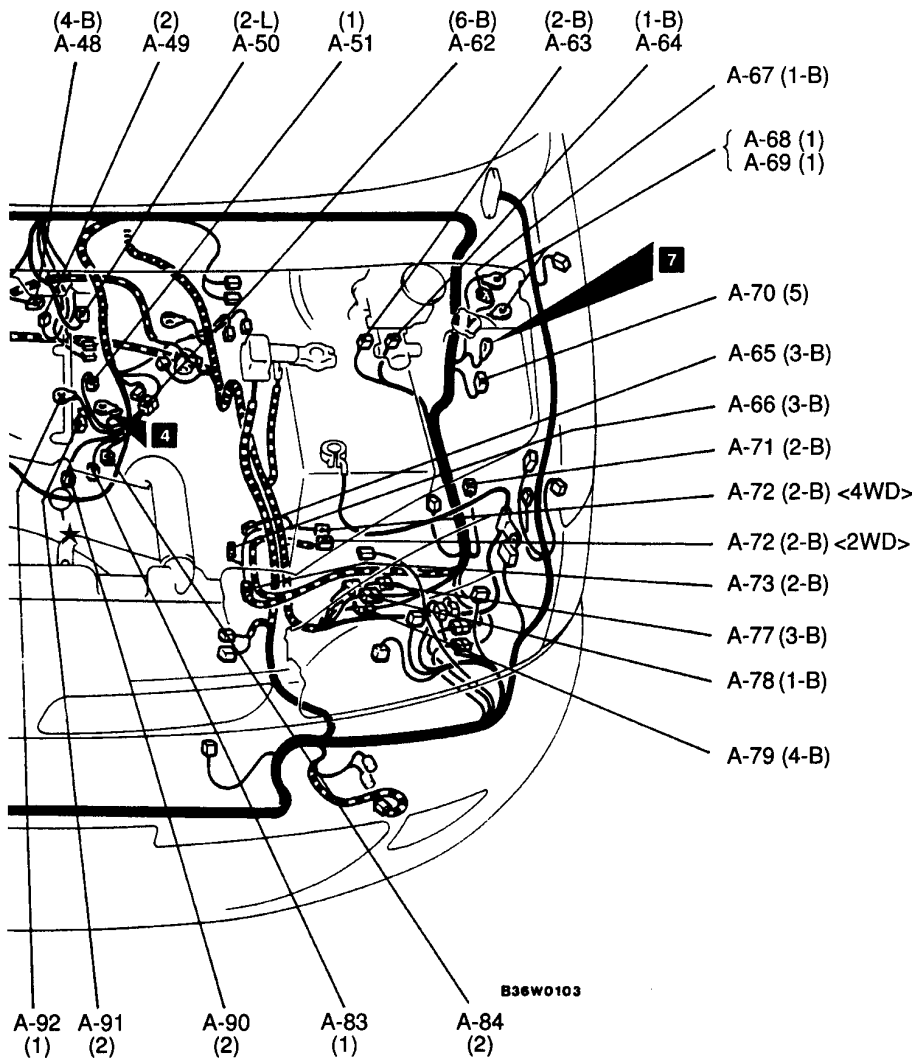 (4-B) (2) (2-L) (1) (6-B) (2-B) (1-B)
A-48 A-49 A-50 A-51 A-62 A-63 A-64
A-67 (1-B)
A-68 (1)
A-69 (1)
7
A-70 (5)
A-65 (3-B)
A-66 (3-B)
4
A-71 (2-B)
A-72 (2-B) <4WD>
A-72 (2-B) <2WD>
A-73 (2-B)
A-77 (3-B)
A-78 (1-B)
A-79 (4-B)
B36W0103
A-92 A-91 A-90 A-83 A-84
(1) (2) (2) (1) (2)